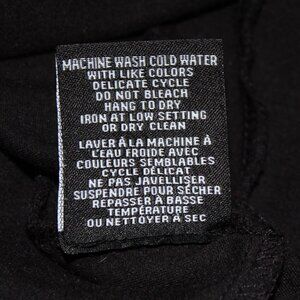 MACHINE WASH COLD WATER
WITH LIKE COLORS
DELICATE CYCLE
DO NOT BLEACH
HANG TO DRY
IRON AT LOW SETTING
OR DRY CLEAN
LAVER À LA MACHINE À
L'EAU FROIDE AVEC
COULEURS SEMBLABLES
CYCLE DÉLICAT
NE PAS JAVELLISER
SUSPENDRE POUR SÉCHER
REPASSER À BASSE
TEMPÉRATURE
OU NETTOYER À SEC